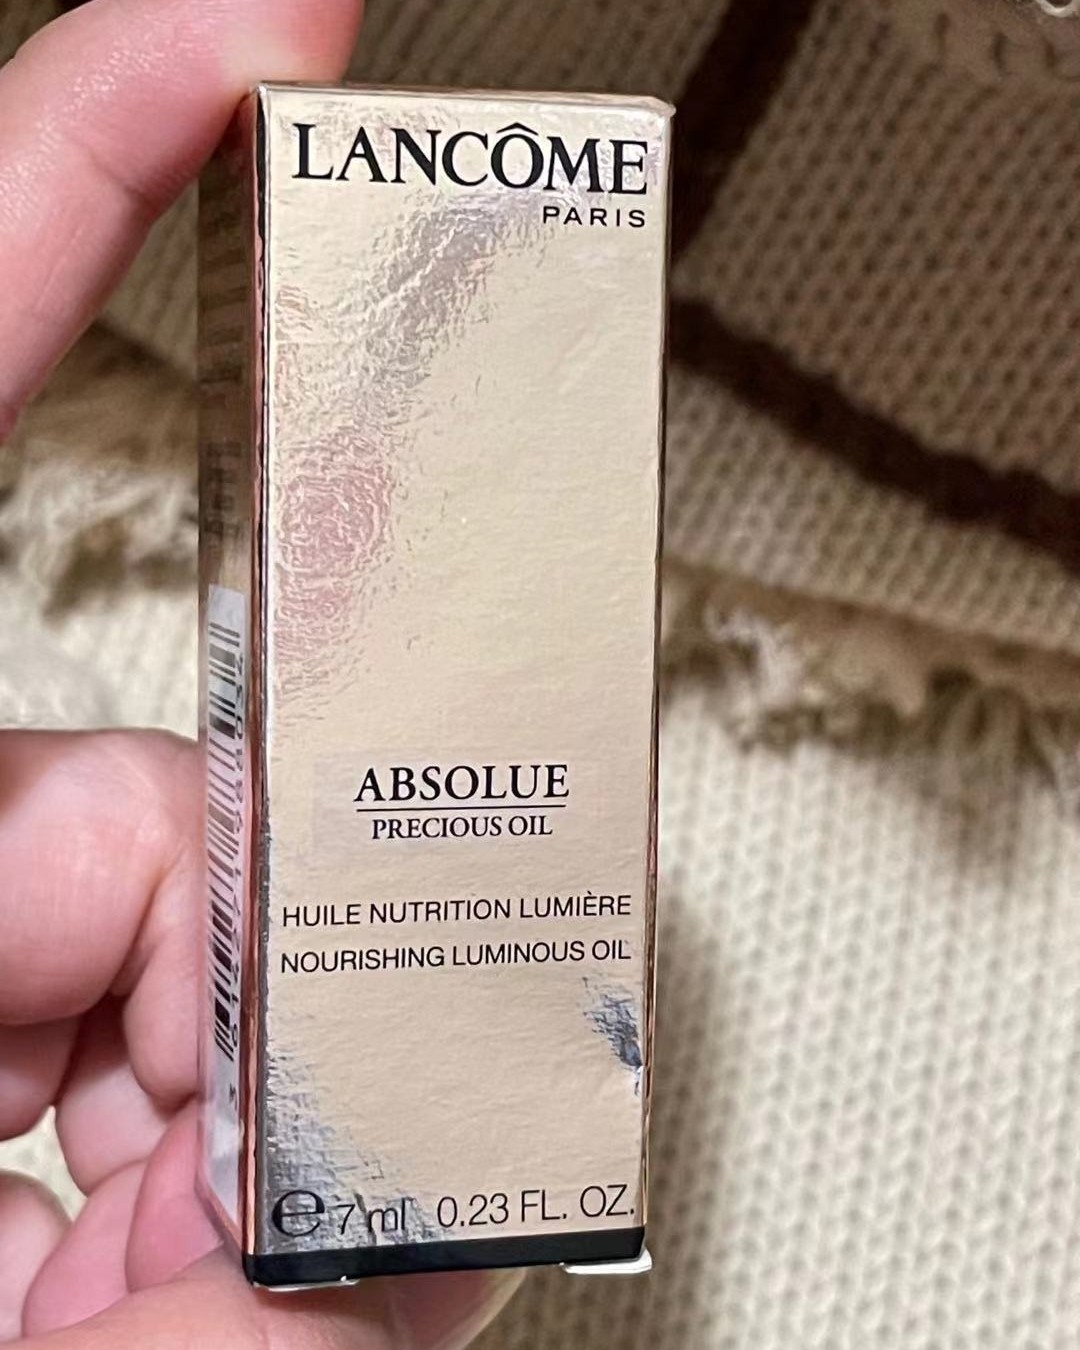 LANCÔME
PARIS
ABSOLUE
PRECIOUS OIL
HUILE NUTRITION LUMIÈRE
NOURISHING LUMINOUS OIL
e 7 ml 0.23 FL. OZ.